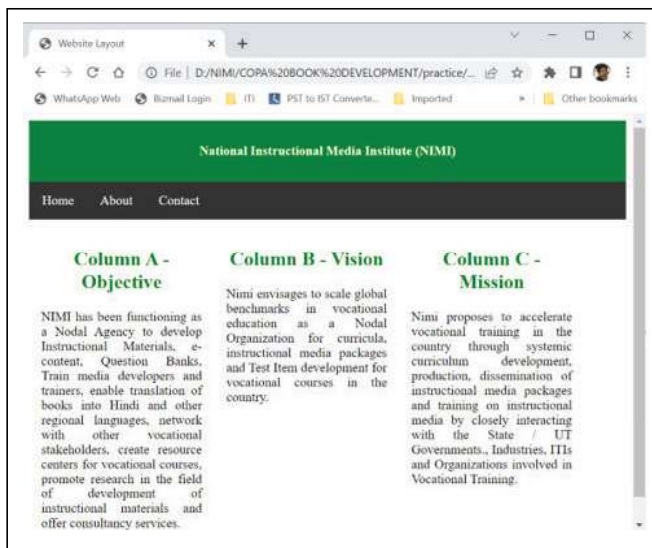 Website Layout
File | D:/NIMI/COPA%20BOOK%20DEVELOPMENT/practice/...
WhatsApp Web Bizmail Login ITI PST to IST Converte... Imported » Other bookmarks
National Instructional Media Institute (NIMI)
Home About Contact
Column A -
Objective
NIMI has been functioning as
a Nodal Agency to develop
Instructional Materials, e-
content, Question Banks,
Train media developers and
trainers, enable translation of
books into Hindi and other
regional languages, network
with other vocational
stakeholders, create resource
centers for vocational courses,
promote research in the field
of development of
instructional materials and
offer consultancy services.
Column B - Vision
Nimi envisages to scale global
benchmarks in vocational
education as a Nodal
Organization for curricula,
instructional media packages
and Test Item development for
vocational courses in the
country.
Column C -
Mission
Nimi proposes to accelerate
vocational training in the
country through systemic
curriculum development,
production, dissemination of
instructional media packages
and training on instructional
media by closely interacting
with the State / UT
Governments., Industries, ITIs
and Organizations involved in
Vocational Training.